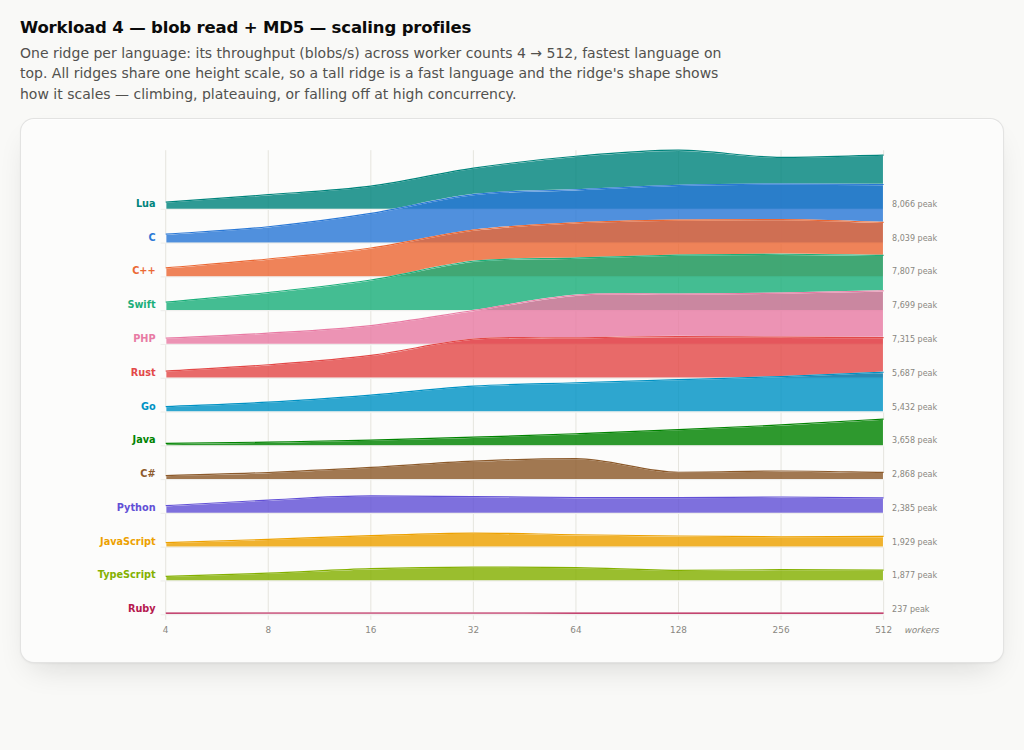 Workload 4 — blob read + MD5 — scaling profiles
One ridge per language: its throughput (blobs/s) across worker counts 4 → 512, fastest language on
top. All ridges share one height scale, so a tall ridge is a fast language and the ridge's shape shows
how it scales — climbing, plateauing, or falling off at high concurrency.
Lua 8,066 peak
C 8,039 peak
C++ 7,807 peak
Swift 7,699 peak
PHP 7,315 peak
Rust 5,687 peak
Go 5,432 peak
Java 3,658 peak
C# 2,868 peak
Python 2,385 peak
JavaScript 1,929 peak
TypeScript 1,877 peak
Ruby 237 peak
4 8 16 32 64 128 256 512 workers